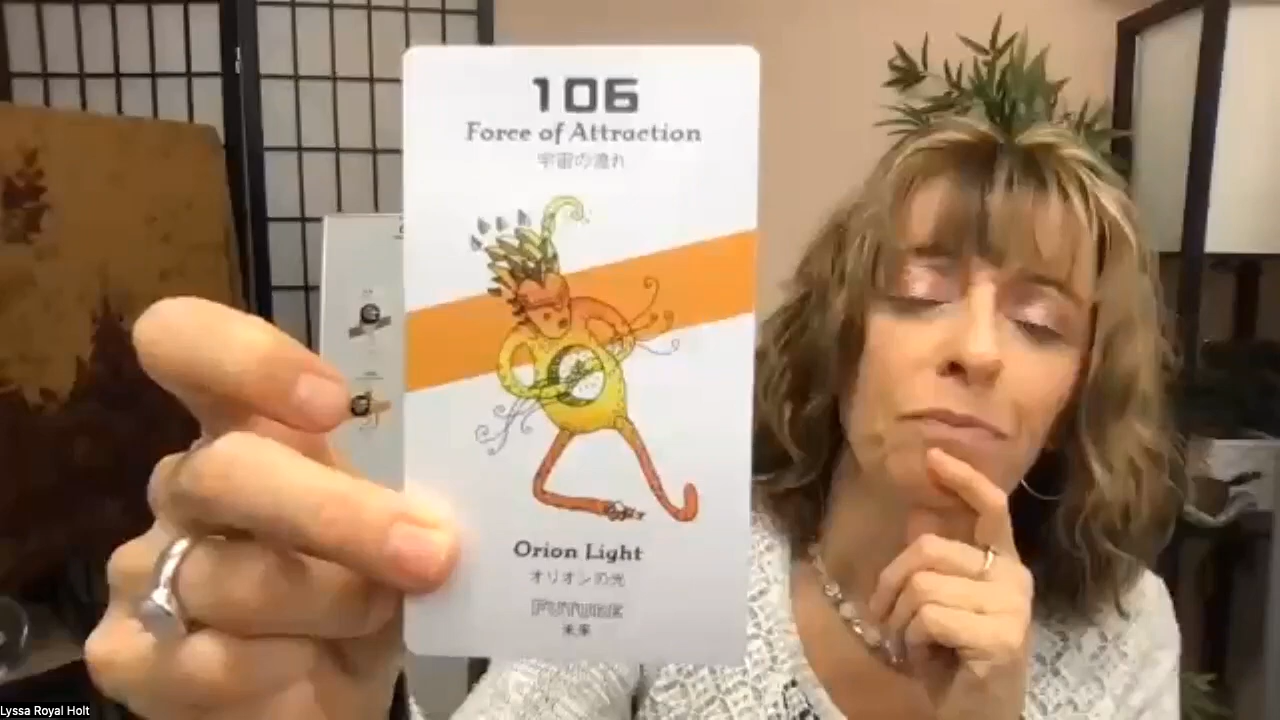 106
Force of Attraction
宇宙の流れ
Orion Light
オリオンの光
FUTURE
未来
Lyssa Royal Holt